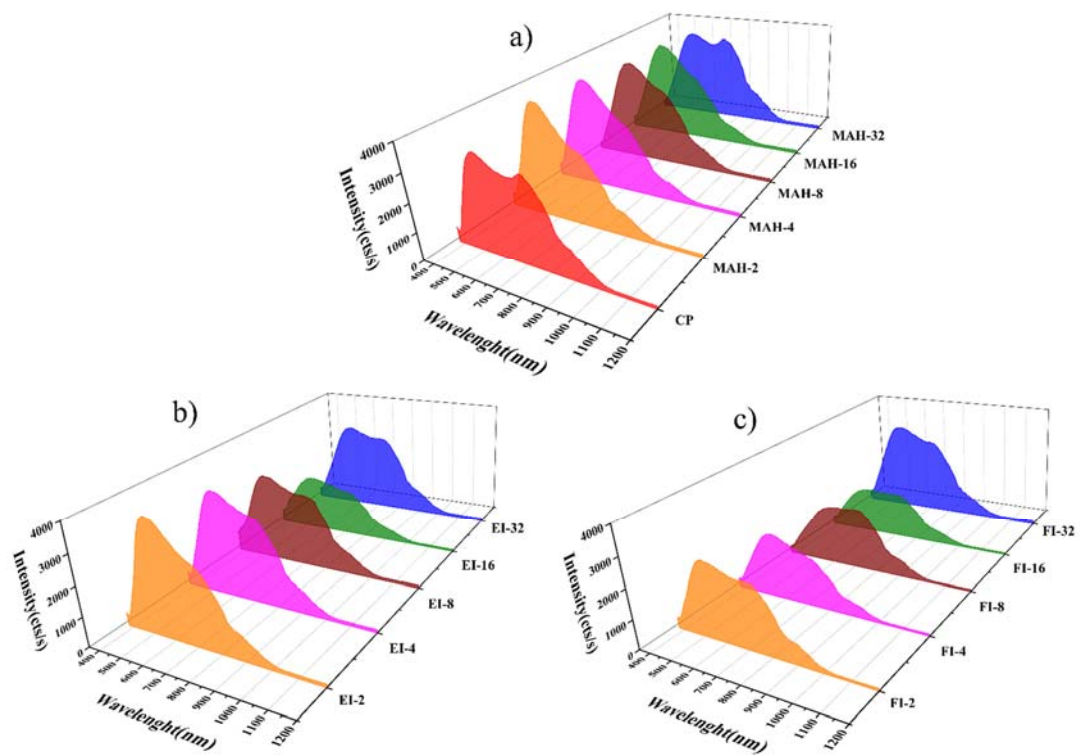 a)
4000
3000
2000
1000
0
Intensity(cts/s)
400
500
600
700
800
900
1000
1100
1200
Wavelenght(nm)
CP
MAH-2
MAH-4
MAH-8
MAH-16
MAH-32
b)
4000
3000
2000
1000
0
Intensity(cts/s)
400
500
600
700
800
900
1000
1100
1200
Wavelenght(nm)
EI-2
EI-4
EI-8
EI-16
EI-32
c)
4000
3000
2000
1000
0
Intensity(cts/s)
400
500
600
700
800
900
1000
1100
1200
Wavelenght(nm)
FI-2
FI-4
FI-8
FI-16
FI-32